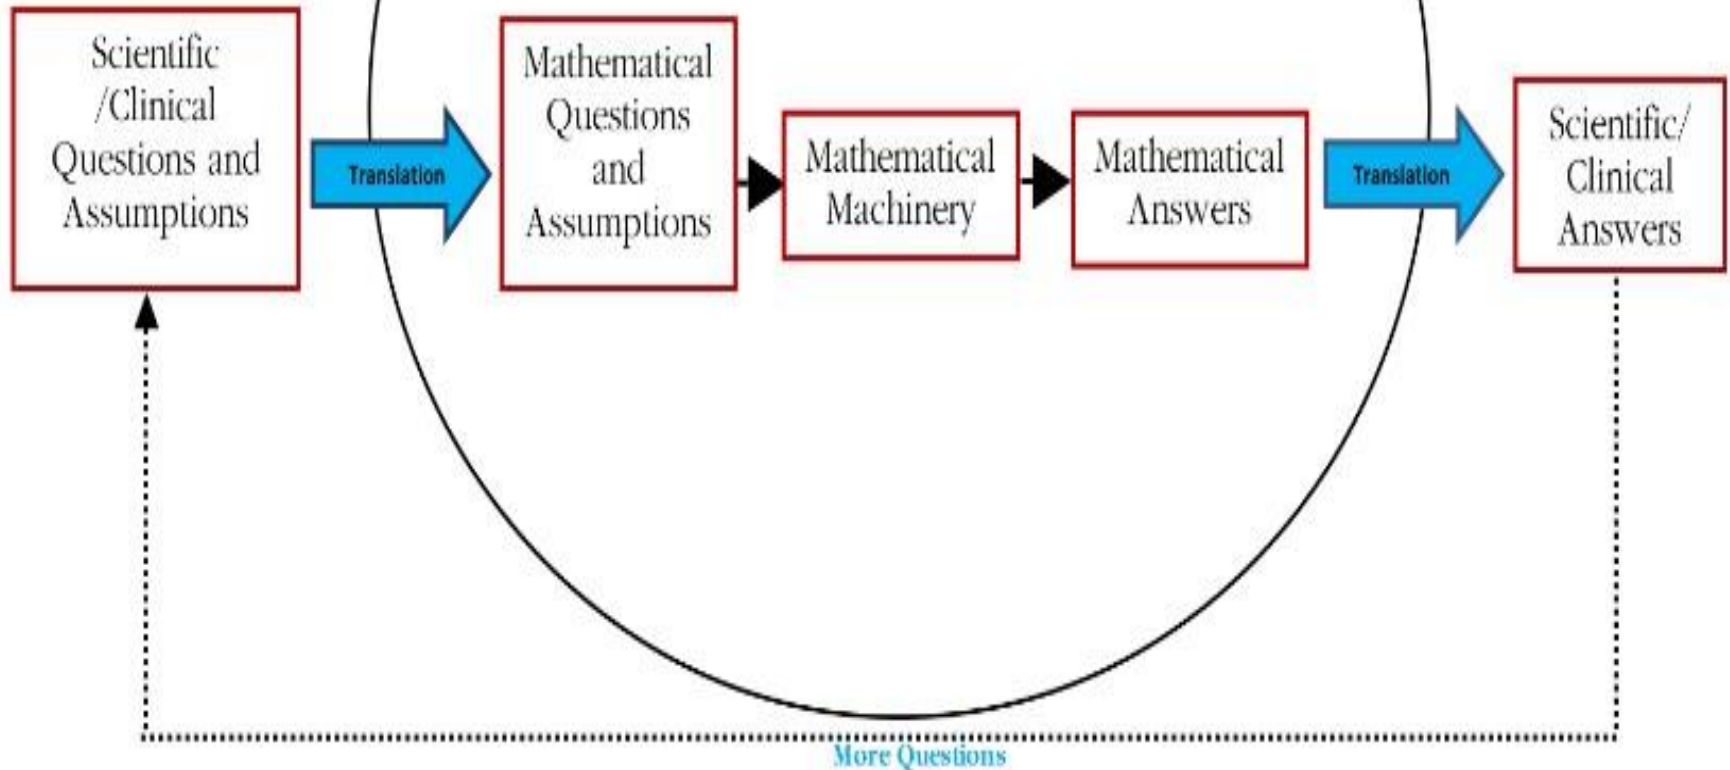 Scientific
/Clinical
Questions and
Assumptions
Translation
Mathematical
Questions
and
Assumptions
Mathematical
Machinery
Mathematical
Answers
Translation
Scientific/
Clinical
Answers
More Questions